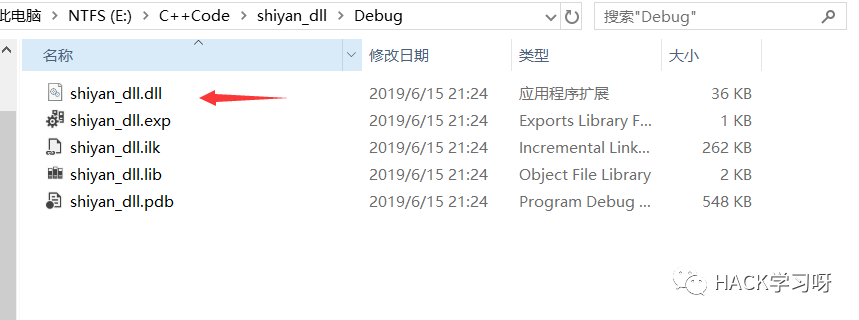 此电脑 > NTFS (E:) > C++Code > shiyan_dll > Debug 搜索"Debug"
名称 修改日期 类型 大小
shiyan_dll.dll 2019/6/15 21:24 应用程序扩展 36 KB
shiyan_dll.exp 2019/6/15 21:24 Exports Library F... 1 KB
shiyan_dll.ilk 2019/6/15 21:24 Incremental Link... 262 KB
shiyan_dll.lib 2019/6/15 21:24 Object File Library 2 KB
shiyan_dll.pdb 2019/6/15 21:24 Program Debug ... 548 KB
HACK学习呀